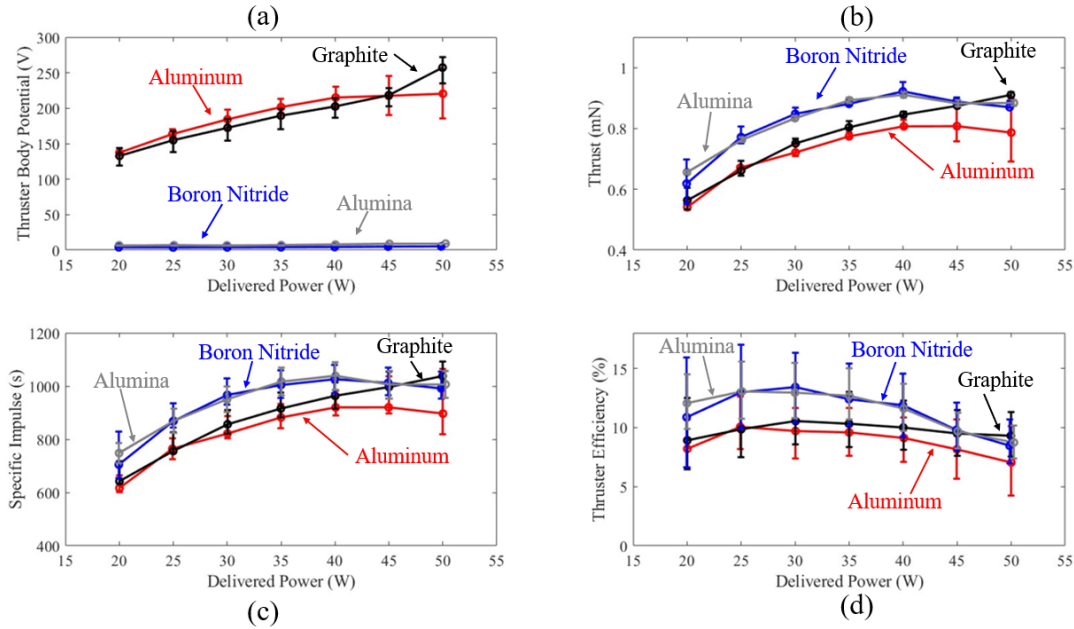 (a)
Thruster Body Potential (V)
300
250
200
150
100
50
0
15 20 25 30 35 40 45 50 55
Delivered Power (W)
Aluminum
Graphite
Boron Nitride
Alumina
(b)
Thrust (mN)
1
0.8
0.6
0.4
15 20 25 30 35 40 45 50 55
Delivered Power (W)
Boron Nitride
Graphite
Alumina
Aluminum
Specific Impulse (s)
1200
1000
800
600
400
15 20 25 30 35 40 45 50 55
Delivered Power (W)
Boron Nitride
Graphite
Alumina
Aluminum
(c)
Thruster Efficiency (%)
15
10
5
0
15 20 25 30 35 40 45 50 55
Delivered Power (W)
Alumina
Boron Nitride
Graphite
Aluminum
(d)